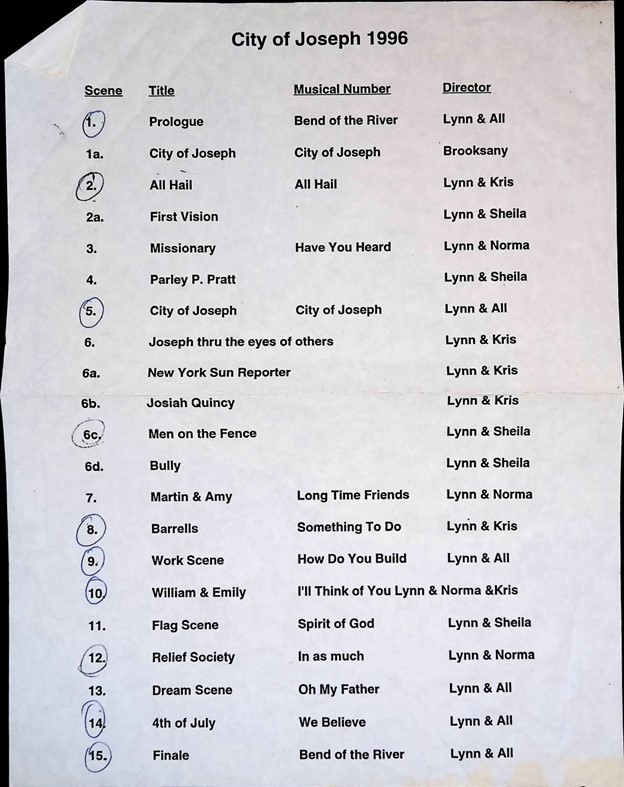 City of Joseph 1996
Scene Title Musical Number Director
1. Prologue Bend of the River Lynn & All
1a. City of Joseph City of Joseph Brooksany
2. All Hail All Hail Lynn & Kris
2a. First Vision Lynn & Sheila
3. Missionary Have You Heard Lynn & Norma
4. Parley P. Pratt Lynn & Sheila
5. City of Joseph City of Joseph Lynn & All
6. Joseph thru the eyes of others Lynn & Kris
6a. New York Sun Reporter Lynn & Kris
6b. Josiah Quincy Lynn & Kris
6c. Men on the Fence Lynn & Sheila
6d. Bully Lynn & Sheila
7. Martin & Amy Long Time Friends Lynn & Norma
8. Barrells Something To Do Lynn & Kris
9. Work Scene How Do You Build Lynn & All
10. William & Emily I'll Think of You Lynn & Norma &Kris
11. Flag Scene Spirit of God Lynn & Sheila
12. Relief Society In as much Lynn & Norma
13. Dream Scene Oh My Father Lynn & All
14. 4th of July We Believe Lynn & All
15. Finale Bend of the River Lynn & All